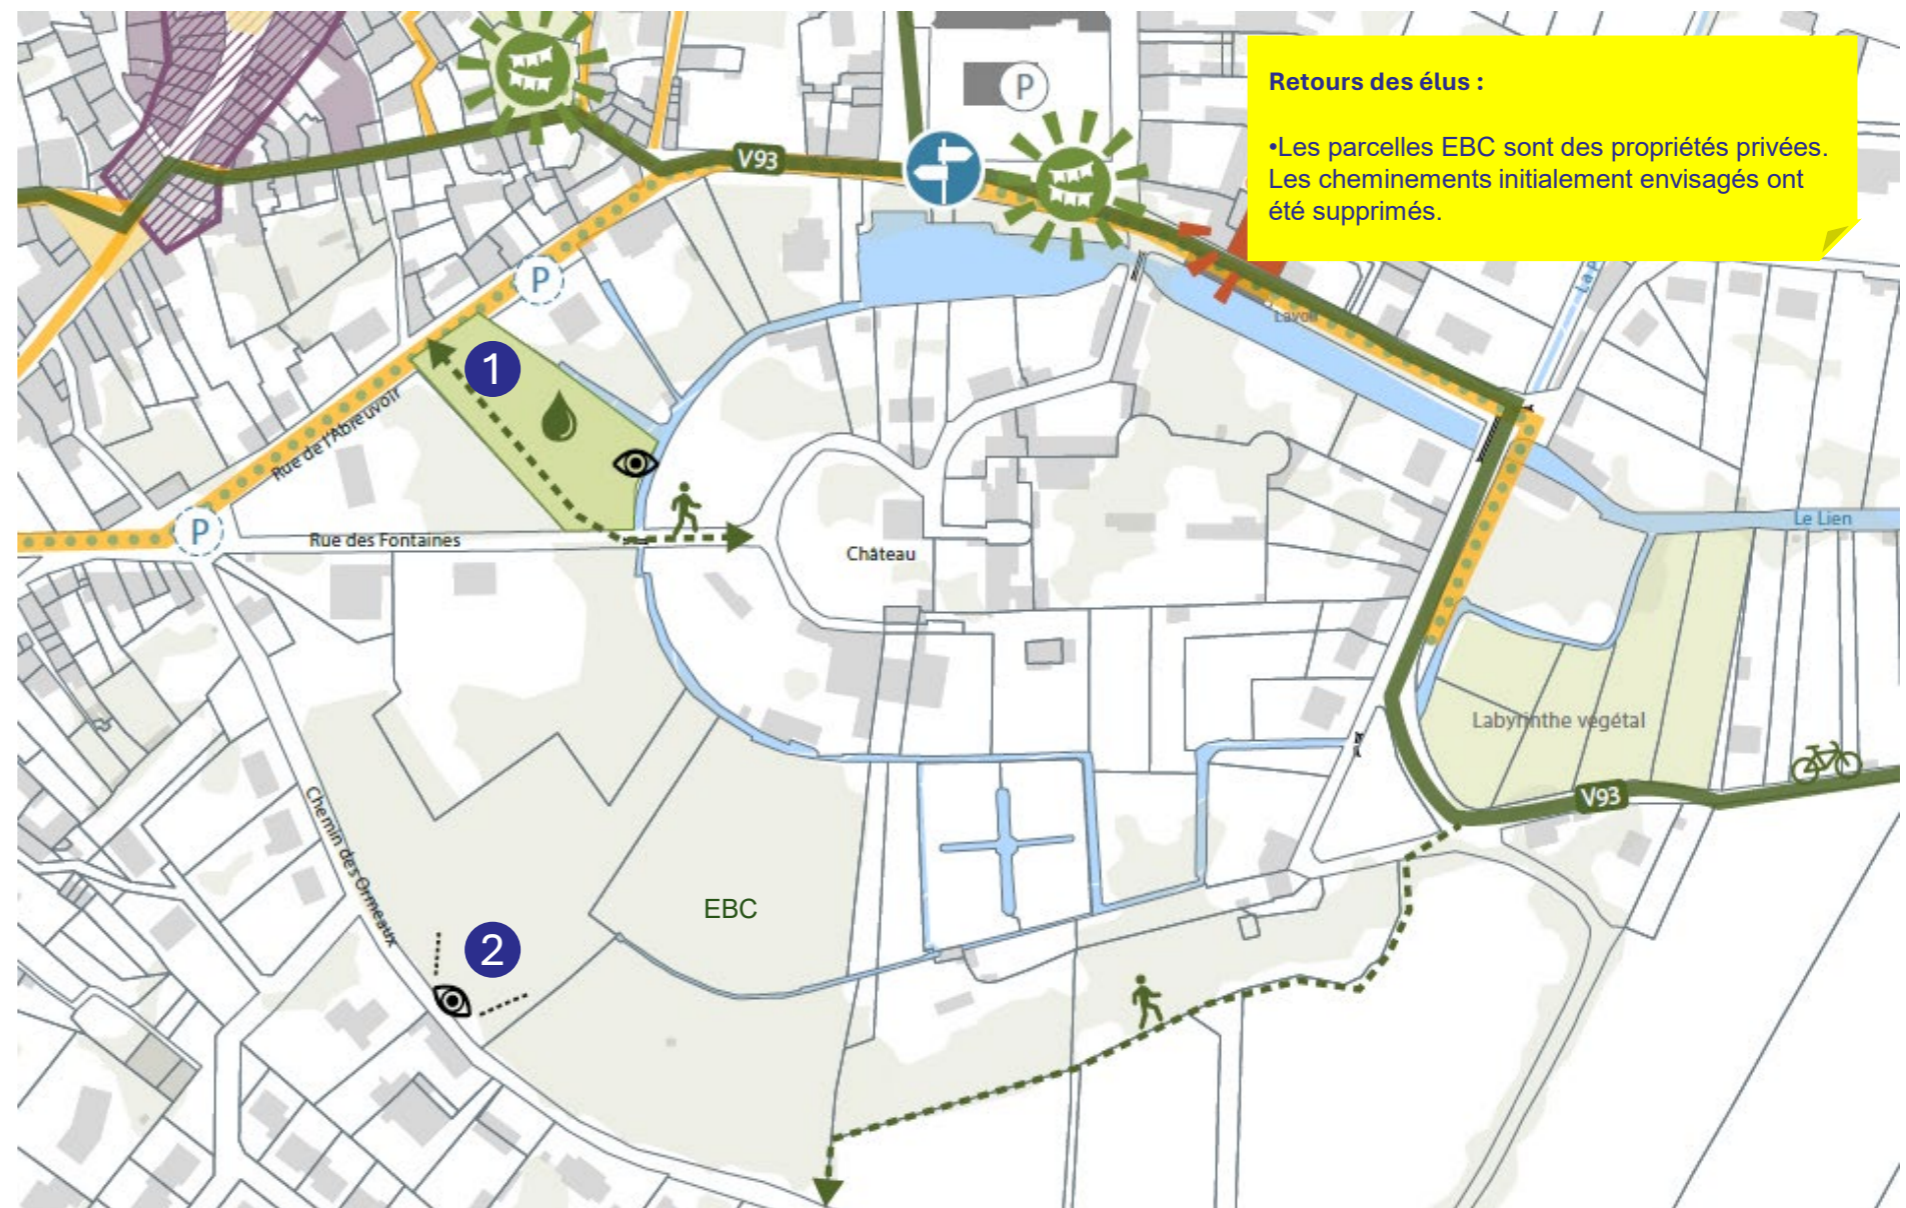 Retours des élus :
•Les parcelles EBC sont des propriétés privées.
Les cheminements initialement envisagés ont
été supprimés.
P
V93
P
1
Rue de l'Abreuvoir
P
Rue des Fontaines
Château
Le Lien
Labyrinthe végétal
V93
Chemin des Ormeaux
EBC
2